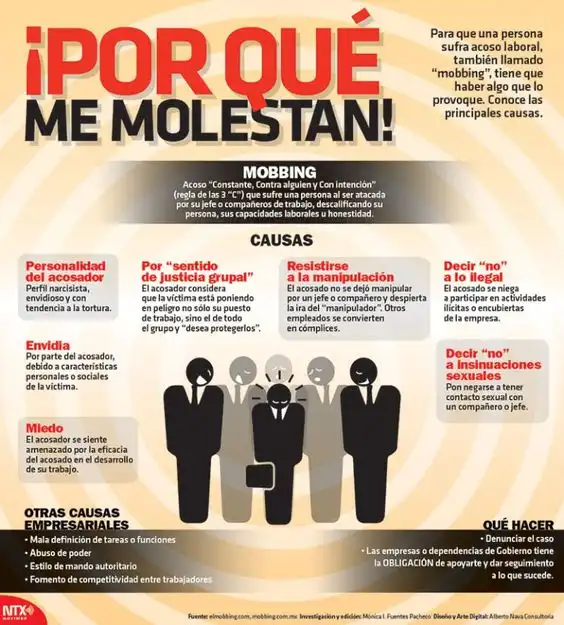 ¡POR QUÉ
ME MOLESTAN!
Para que una persona
sufra acoso laboral,
también llamado
“mobbing”, tiene que
haber algo que lo
provoque. Conoce las
principales causas.
MOBBING
Acoso “Constante, Contra alguien y Con intención”
(regla de las 3 “C”) que sufre una persona al ser atacada
por su jefe o compañeros de trabajo, descalificando su
persona, sus capacidades laborales u honestidad.
CAUSAS
Personalidad
del acosador
Perfil narcisista,
envidioso y con
tendencia a la tortura.
Por “sentido
de justicia grupal”
El acosador considera
que la víctima está poniendo
en peligro no sólo su puesto
de trabajo, sino el de todo
el grupo y “desea protegerlos”.
Resistirse
a la manipulación
El acosado no se dejó manipular
por un jefe o compañero y despierta
la ira del “manipulador”. Otros
empleados se convierten
en cómplices.
Decir “no”
a lo ilegal
El acosado se niega
a participar en actividades
ilícitas o encubiertas
de la empresa.
Envidia
Por parte del acosador,
debido a características
personales o sociales
de la víctima.
Decir “no”
a insinuaciones
sexuales
Pon negarse a tener
contacto sexual con
un compañero o jefe.
Miedo
El acosador se siente
amenazado por la eficacia
del acosado en el desarrollo
de su trabajo.
OTRAS CAUSAS
EMPRESARIALES
• Mala definición de tareas o funciones
• Abuso de poder
• Estilo de mando autoritario
• Fomento de competitividad entre trabajadores
QUÉ HACER
• Denunciar el caso
• Las empresas o dependencias de Gobierno tiene
la OBLIGACIÓN de apoyarte y dar seguimiento
a lo que sucede.
NTX
NOTIMEX
Fuente: elmobbing.com, mobbing.com.mx Investigación y edición: Mónica I. Fuentes Pacheco Diseño y Arte Digital: Alberto Nava Consultoría